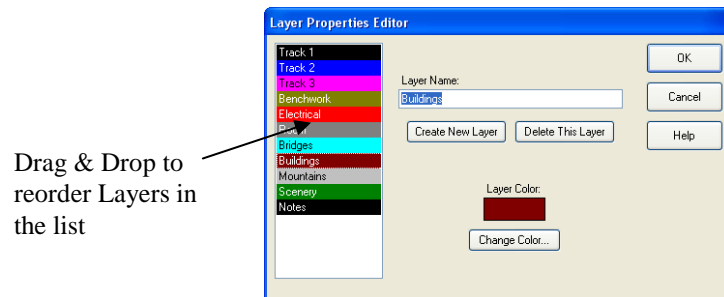 Layer Properties Editor
Track 1
Track 2
Track 3
Benchwork
Electrical
Room
Bridges
Buildings
Mountains
Scenery
Notes
Layer Name:
Buildings
Create New Layer
Delete This Layer
Layer Color:
Change Color...
OK
Cancel
Help
Drag & Drop to
reorder Layers in
the list